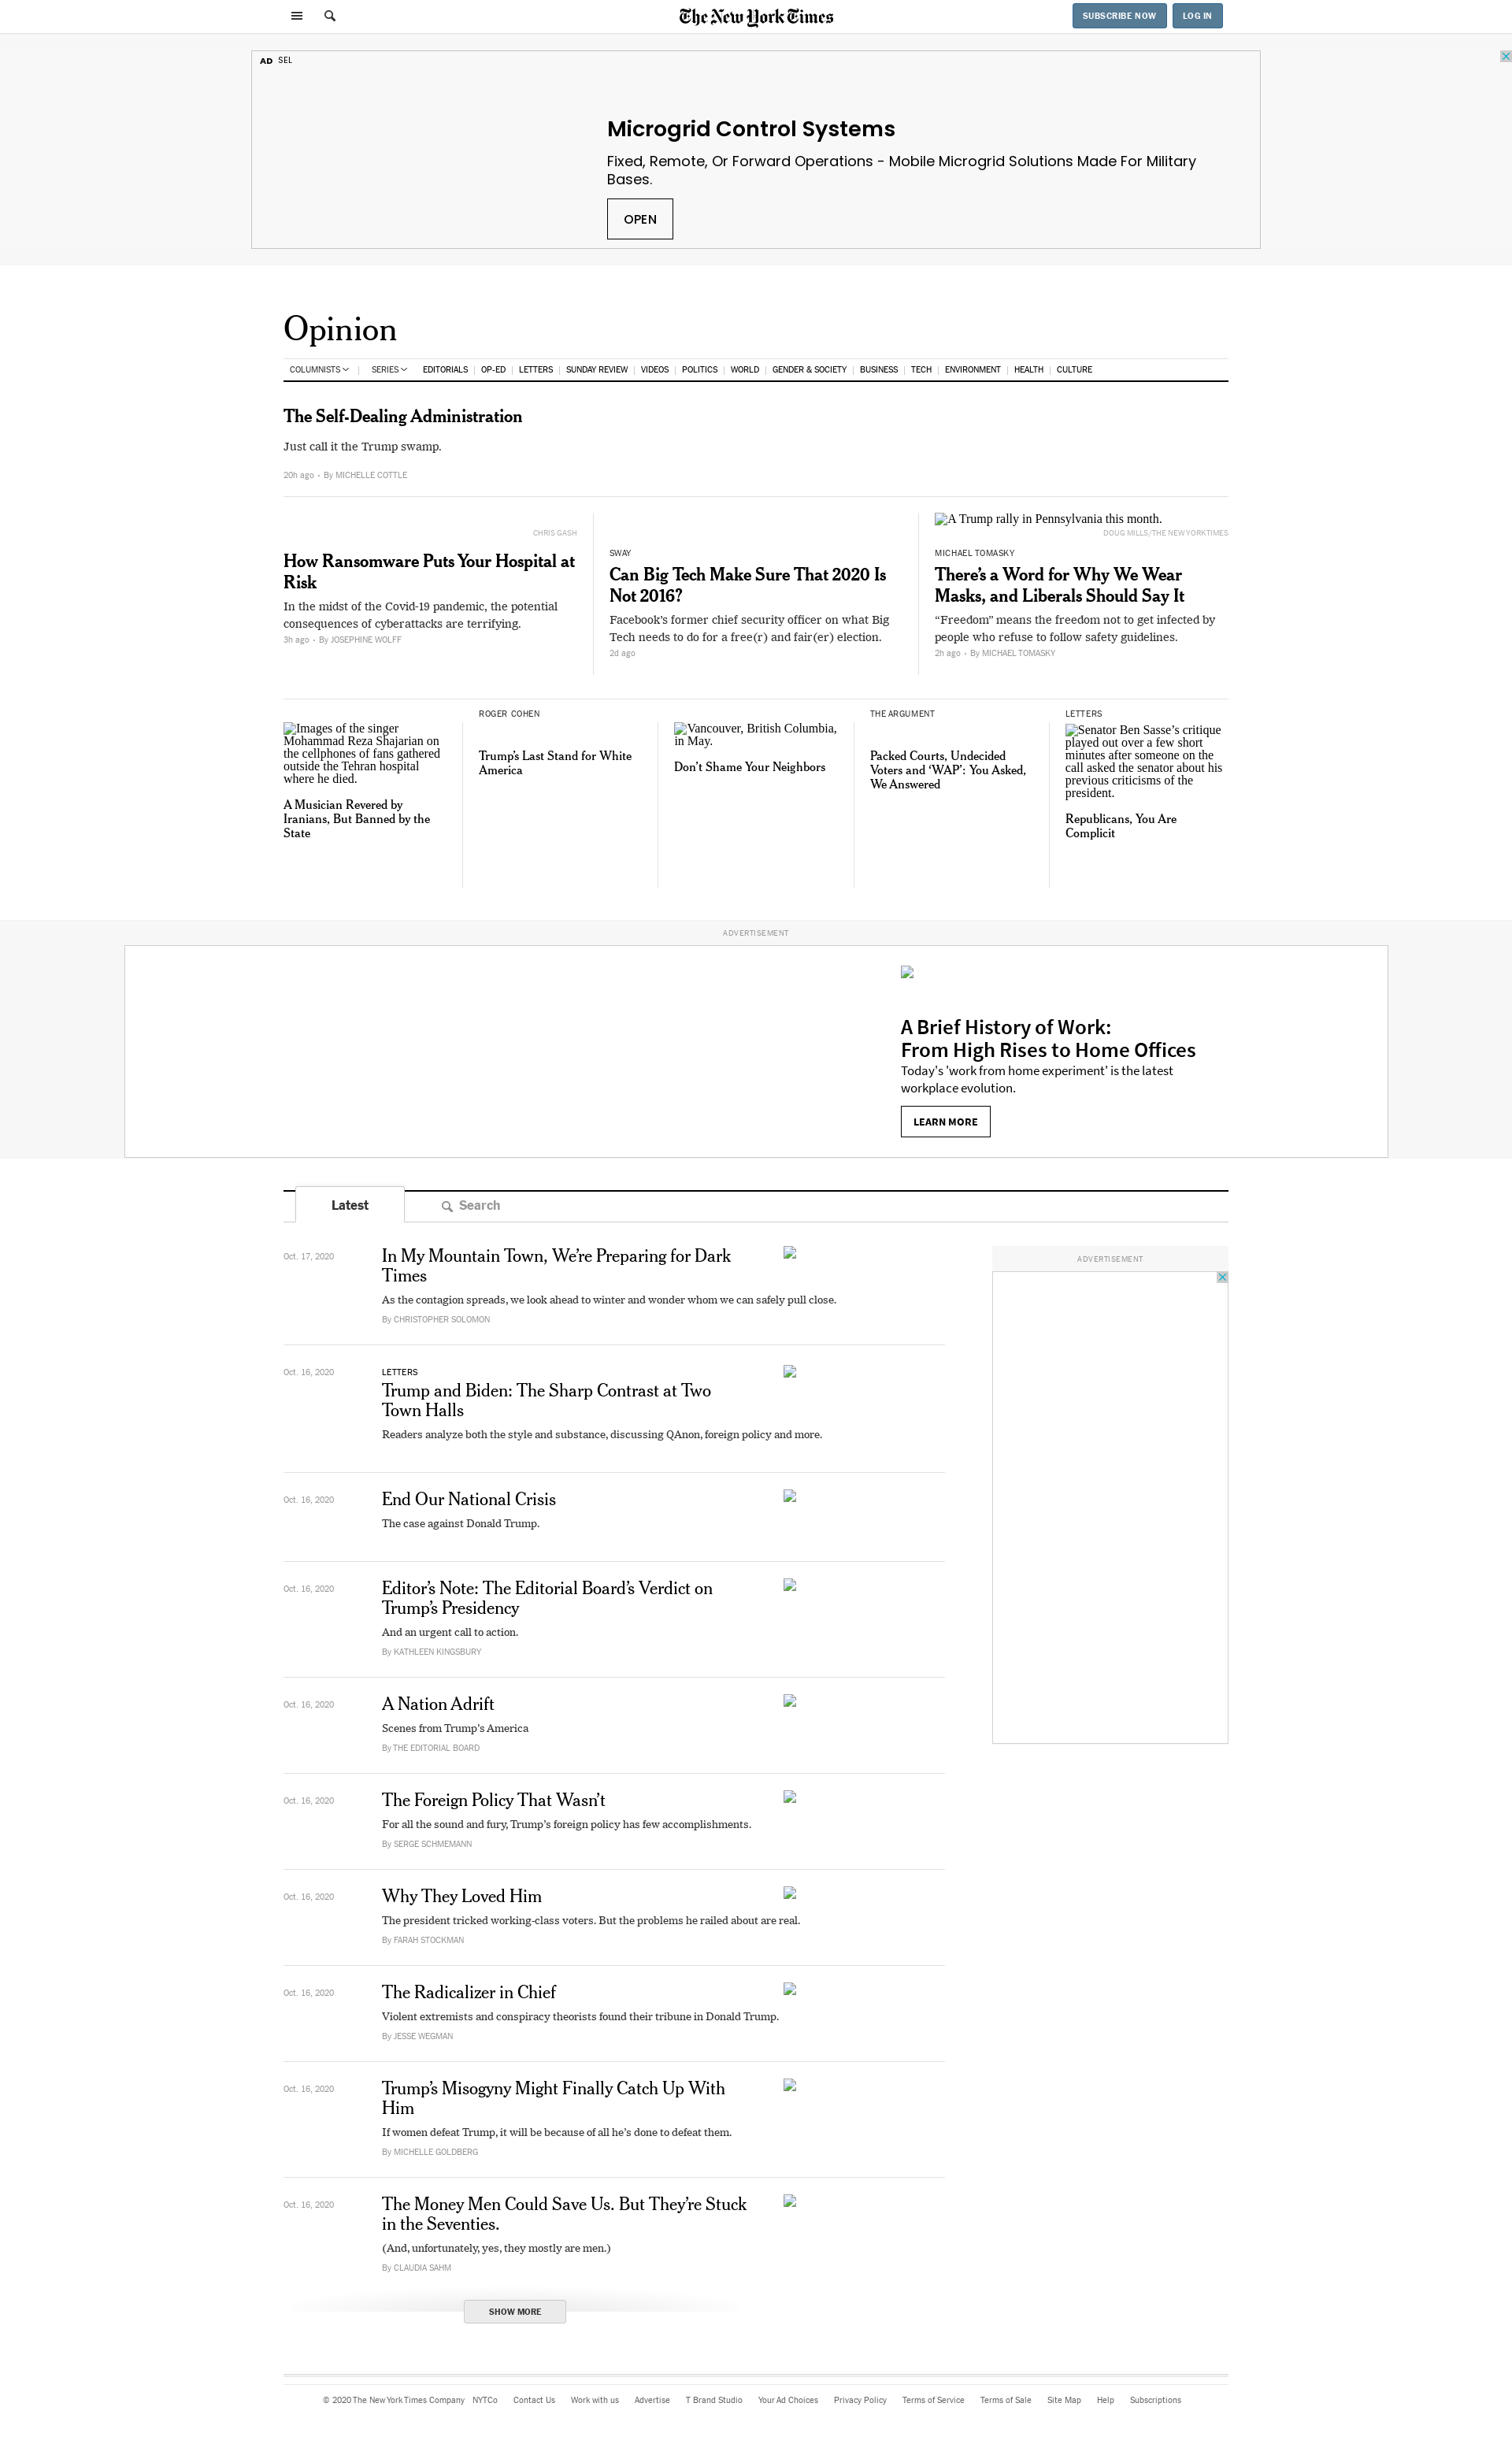 The New York Times
SUBSCRIBE NOW
LOG IN
AD SEL
Microgrid Control Systems
Fixed, Remote, Or Forward Operations - Mobile Microgrid Solutions Made For Military
Bases.
OPEN
Opinion
COLUMNISTS | SERIES EDITORIALS | OP-ED | LETTERS | SUNDAY REVIEW | VIDEOS | POLITICS | WORLD | GENDER & SOCIETY | BUSINESS | TECH | ENVIRONMENT | HEALTH | CULTURE
The Self-Dealing Administration
Just call it the Trump swamp.
20h ago • By MICHELLE COTTLE
CHRIS GASH
How Ransomware Puts Your Hospital at
Risk
In the midst of the Covid-19 pandemic, the potential
consequences of cyberattacks are terrifying.
3h ago • By JOSEPHINE WOLFF
SWAY
Can Big Tech Make Sure That 2020 Is
Not 2016?
Facebook’s former chief security officer on what Big
Tech needs to do for a free(r) and fair(er) election.
2d ago
A Trump rally in Pennsylvania this month.
DOUG MILLS/THE NEW YORK TIMES
MICHAEL TOMASKY
There’s a Word for Why We Wear
Masks, and Liberals Should Say It
“Freedom” means the freedom not to get infected by
people who refuse to follow safety guidelines.
2h ago • By MICHAEL TOMASKY
Images of the singer
Mohammad Reza Shajarian on
the cellphones of fans gathered
outside the Tehran hospital
where he died.
A Musician Revered by
Iranians, But Banned by the
State
ROGER COHEN
Trump’s Last Stand for White
America
Vancouver, British Columbia,
in May.
Don’t Shame Your Neighbors
THE ARGUMENT
Packed Courts, Undecided
Voters and ‘WAP’: You Asked,
We Answered
LETTERS
Senator Ben Sasse’s critique
played out over a few short
minutes after someone on the
call asked the senator about his
previous criticisms of the
president.
Republicans, You Are
Complicit
ADVERTISEMENT
A Brief History of Work:
From High Rises to Home Offices
Today's 'work from home experiment' is the latest
workplace evolution.
LEARN MORE
Latest
Search
Oct. 17, 2020
In My Mountain Town, We’re Preparing for Dark
Times
As the contagion spreads, we look ahead to winter and wonder whom we can safely pull close.
By CHRISTOPHER SOLOMON
ADVERTISEMENT
Oct. 16, 2020
LETTERS
Trump and Biden: The Sharp Contrast at Two
Town Halls
Readers analyze both the style and substance, discussing QAnon, foreign policy and more.
Oct. 16, 2020
End Our National Crisis
The case against Donald Trump.
Oct. 16, 2020
Editor’s Note: The Editorial Board’s Verdict on
Trump’s Presidency
And an urgent call to action.
By KATHLEEN KINGSBURY
Oct. 16, 2020
A Nation Adrift
Scenes from Trump’s America
By THE EDITORIAL BOARD
Oct. 16, 2020
The Foreign Policy That Wasn’t
For all the sound and fury, Trump’s foreign policy has few accomplishments.
By SERGE SCHMEMANN
Oct. 16, 2020
Why They Loved Him
The president tricked working-class voters. But the problems he railed about are real.
By FARAH STOCKMAN
Oct. 16, 2020
The Radicalizer in Chief
Violent extremists and conspiracy theorists found their tribune in Donald Trump.
By JESSE WEGMAN
Oct. 16, 2020
Trump’s Misogyny Might Finally Catch Up With
Him
If women defeat Trump, it will be because of all he’s done to defeat them.
By MICHELLE GOLDBERG
Oct. 16, 2020
The Money Men Could Save Us. But They’re Stuck
in the Seventies.
(And, unfortunately, yes, they mostly are men.)
By CLAUDIA SAHM
SHOW MORE
© 2020 The New York Times Company NYTCo Contact Us Work with us Advertise T Brand Studio Your Ad Choices Privacy Policy Terms of Service Terms of Sale Site Map Help Subscriptions